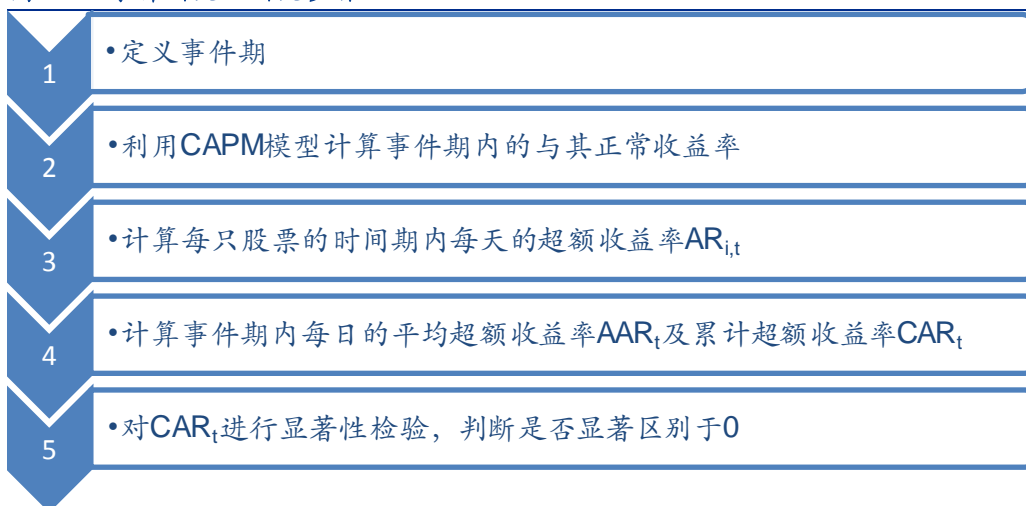 1
•定义事件期
2
•利用CAPM模型计算事件期内的与其正常收益率
3
•计算每只股票的时间期内每天的超额收益率ARi,t
4
•计算事件期内每日的平均超额收益率AARt及累计超额收益率CARt
5
•对CARt进行显著性检验，判断是否显著区别于0